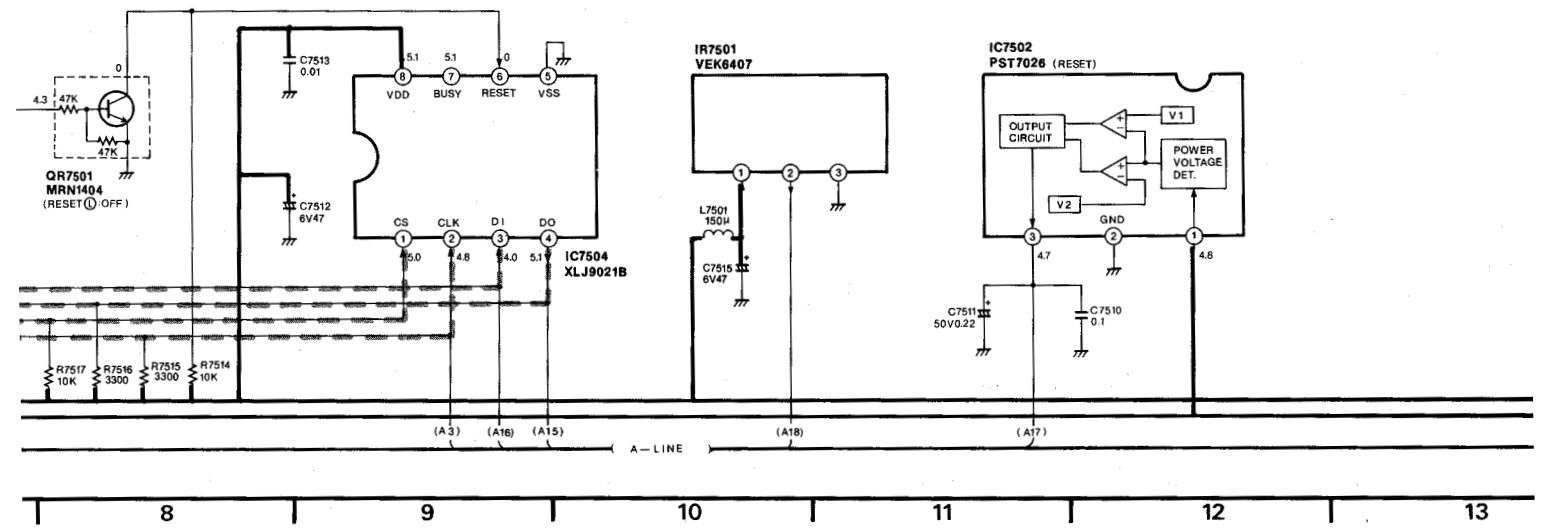 0
4.3
47K
47K
QR7501
MRN1404
(RESET Ⓛ:OFF)
C7513
0.01
C7512
6V47
5.1
5.1
0
8
7
6
5
VDD
BUSY
RESET
VSS
CS
CLK
DI
DO
1
2
3
4
5.0
4.8
4.0
5.1
IC7504
XLJ9021B
R7517
10K
R7516
3300
R7515
3300
R7514
10K
IR7501
VEK6407
1
2
3
L7501
150μ
+
C7515
6V47
IC7502
PST7026 (RESET)
OUTPUT
CIRCUIT
+
−
+
−
V1
POWER
VOLTAGE
DET.
V2
GND
3
2
1
4.7
4.8
C7511
50V0.22
+
C7510
0.1
(A3)
(A16)
(A15)
(A18)
(A17)
( A−LINE )
8
9
10
11
12
13